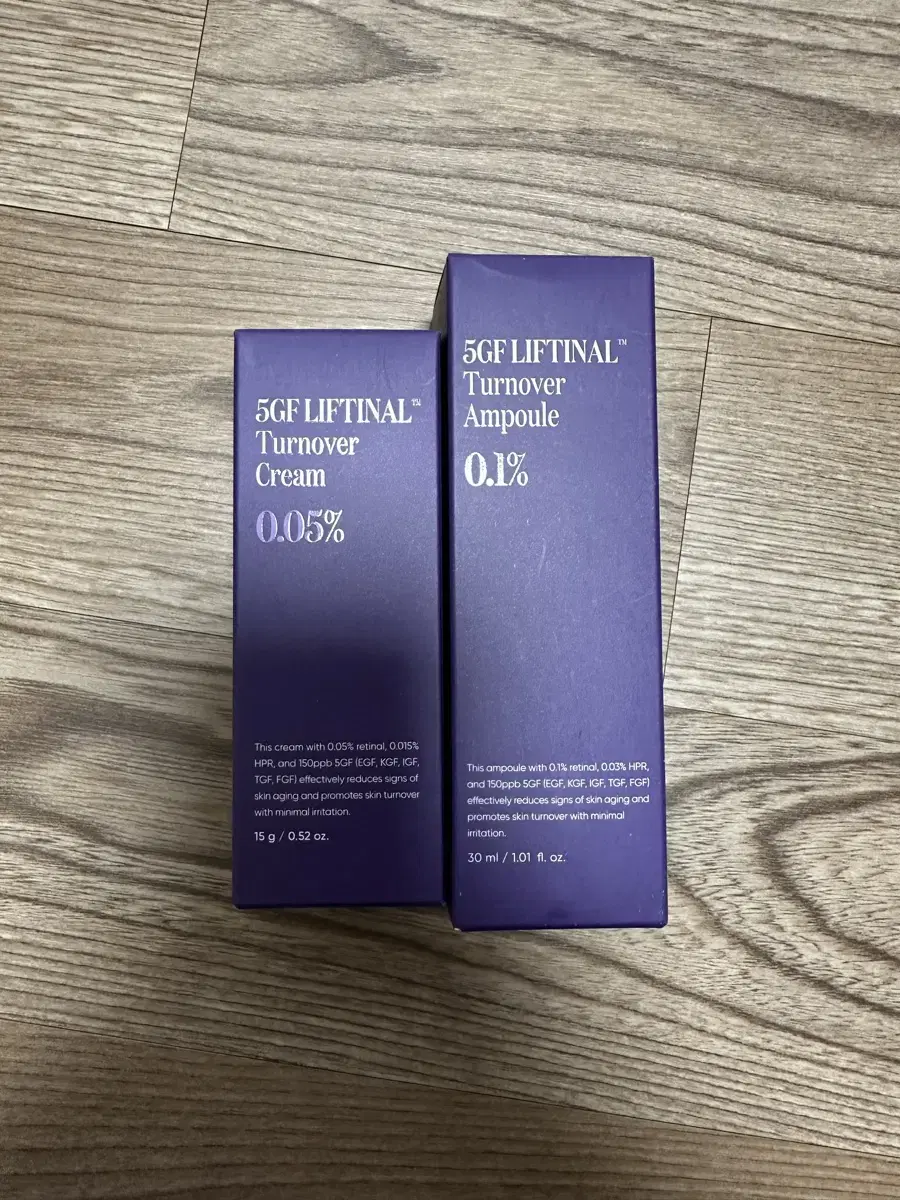 5GF LIFTINAL™
Turnover
Cream
0.05%
This cream with 0.05% retinal, 0.015%
HPR, and 150ppb 5GF (EGF, KGF, IGF,
TGF, FGF) effectively reduces signs of
skin aging and promotes skin turnover
with minimal irritation.
15 g / 0.52 oz.
5GF LIFTINAL™
Turnover
Ampoule
0.1%
This ampoule with 0.1% retinal, 0.03% HPR,
and 150ppb 5GF (EGF, KGF, IGF, TGF, FGF)
effectively reduces signs of skin aging and
promotes skin turnover with minimal
irritation.
30 ml / 1.01 fl. oz.